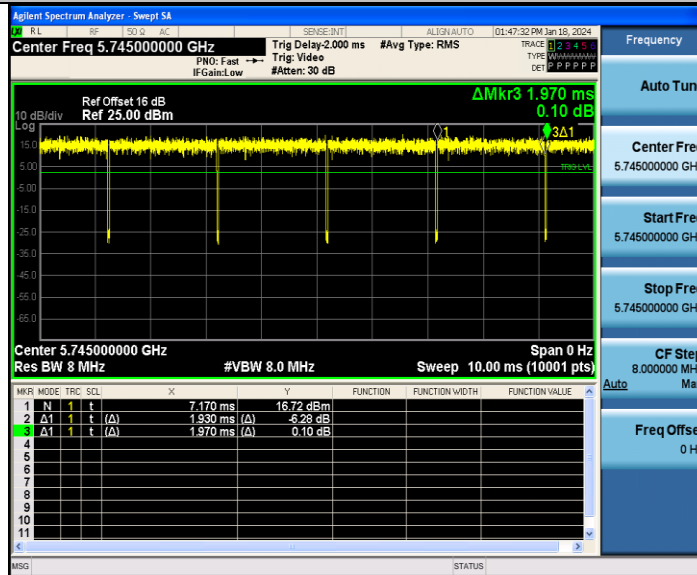 Agilent Spectrum Analyzer - Swept SA
RL RF 50 Ω AC SENSE:INT ALIGN AUTO 01:47:32 PM Jan 18, 2024
Center Freq 5.745000000 GHz
PNO: Fast
IFGain:Low
Trig Delay-2.000 ms
Trig: Video
#Atten: 30 dB
#Avg Type: RMS
TRACE 1 2 3 4 5 6
TYPE
DET P P P P P P
Frequency
Ref Offset 16 dB
10 dB/div Ref 25.00 dBm
Log
ΔMkr3 1.970 ms
0.10 dB
1
3Δ1
15.0
5.00
TRIG LVL
-5.00
-15.0
-25.0
-35.0
-45.0
-55.0
-65.0
Center 5.745000000 GHz Span 0 Hz
Res BW 8 MHz #VBW 8.0 MHz Sweep 10.00 ms (10001 pts)
MKR MODE TRC SCL X Y FUNCTION FUNCTION WIDTH FUNCTION VALUE
1 N 1 t 7.170 ms 16.72 dBm
2 Δ1 1 t (Δ) 1.930 ms (Δ) -6.28 dB
3 Δ1 1 t (Δ) 1.970 ms (Δ) 0.10 dB
4
5
6
7
8
9
10
11
MSG STATUS
Auto Tun
Center Fre
5.745000000 GH
Start Fre
5.745000000 GH
Stop Fre
5.745000000 GH
CF Step
8.000000 MH
Auto Ma
Freq Offse
0 H